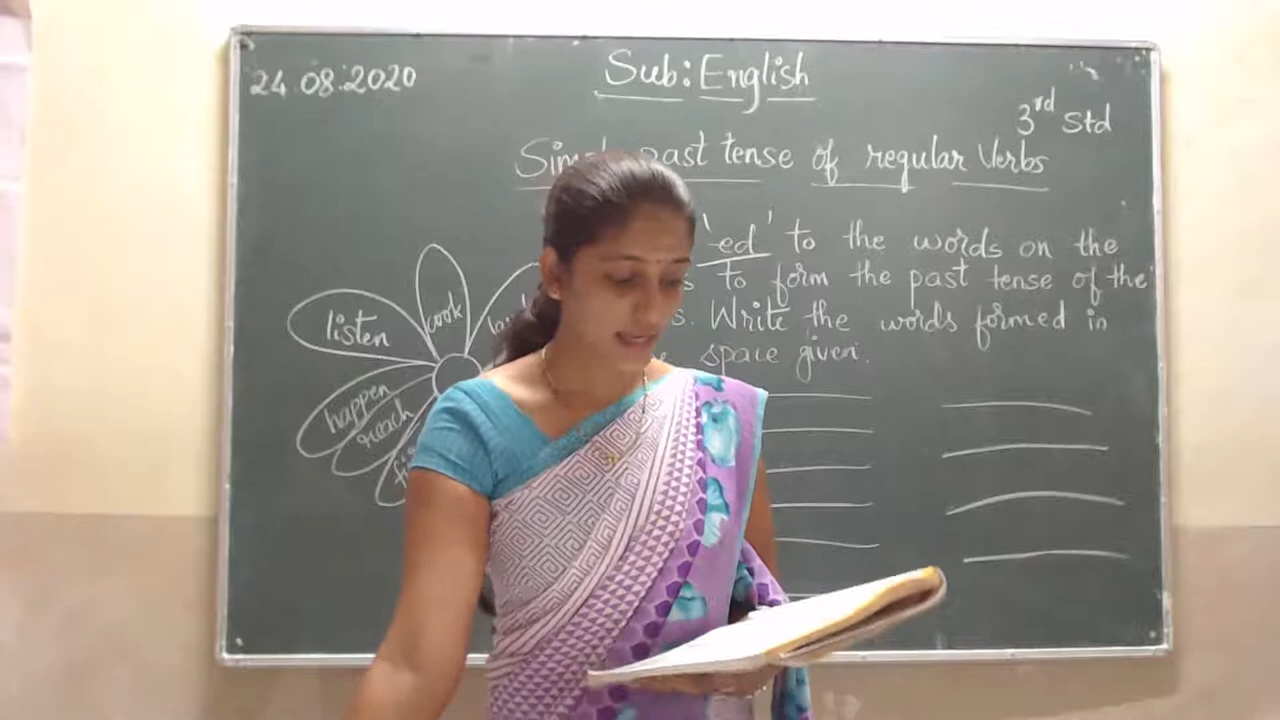 24.08.2020
Sub: English
3rd Std
past tense of regular Verbs
'ed' to the words on the
to form the past tense of the
Write the words formed in
space given.
listen
cook
happen
reach